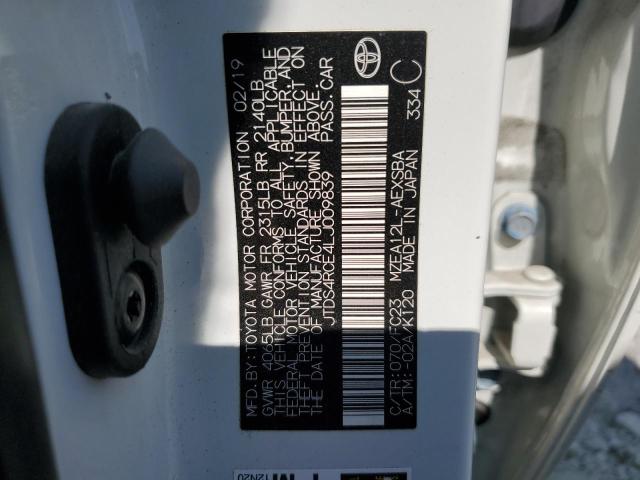 MFD.BY:TOYOTA MOTOR CORPORATION 02/19
GVWR 4065LB GAWR FR 2315LB RR 2140LB
THIS VEHICLE CONFORMS TO ALL APPLICABLE
FEDERAL MOTOR VEHICLE SAFETY, BUMPER, AND
THEFT PREVENTION STANDARDS IN EFFECT ON
THE DATE OF MANUFACTURE SHOWN ABOVE.
JTDS4RCE4LJ009839 PASS.CAR
C/TR:070/FC23 MZEA12L-AEXSBA
A/TM:-02A/K120 MADE IN JAPAN 334 C
12N20